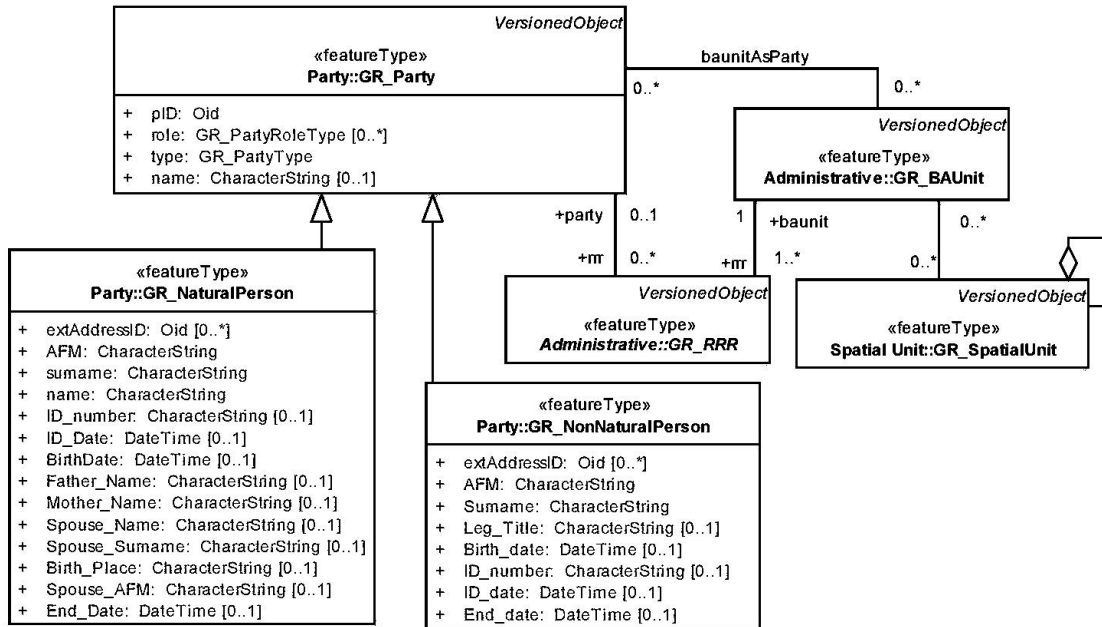 VersionedObject
«featureType»
Party::GR_Party
+ pID: Oid
+ role: GR_PartyRoleType [0..*]
+ type: GR_PartyType
+ name: CharacterString [0..1]
baunitAsParty
0..*
0..*
VersionedObject
«featureType»
Administrative::GR_BAUnit
+party
0..1
1
+baunit
0..*
+rrr
0..*
+rrr
1..*
0..*
VersionedObject
«featureType»
Administrative::GR_RRR
VersionedObject
«featureType»
Spatial Unit::GR_SpatialUnit
«featureType»
Party::GR_NaturalPerson
+ extAddressID: Oid [0..*]
+ AFM: CharacterString
+ surname: CharacterString
+ name: CharacterString
+ ID_number: CharacterString [0..1]
+ ID_Date: DateTime [0..1]
+ BirthDate: DateTime [0..1]
+ Father_Name: CharacterString [0..1]
+ Mother_Name: CharacterString [0..1]
+ Spouse_Name: CharacterString [0..1]
+ Spouse_Surname: CharacterString [0..1]
+ Birth_Place: CharacterString [0..1]
+ Spouse_AFM: CharacterString [0..1]
+ End_Date: DateTime [0..1]
«featureType»
Party::GR_NonNaturalPerson
+ extAddressID: Oid [0..*]
+ AFM: CharacterString
+ Surname: CharacterString
+ Leg_Title: CharacterString [0..1]
+ Birth_date: DateTime [0..1]
+ ID_number: CharacterString [0..1]
+ ID_date: DateTime [0..1]
+ End_date: DateTime [0..1]